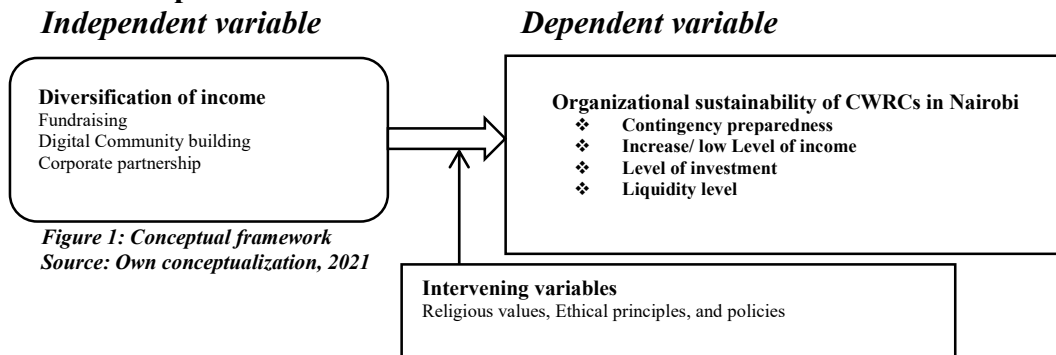 Independent variable
Dependent variable
Diversification of income
Fundraising
Digital Community building
Corporate partnership
Organizational sustainability of CWRCs in Nairobi
❖ Contingency preparedness
❖ Increase/ low Level of income
❖ Level of investment
❖ Liquidity level
Figure 1: Conceptual framework
Source: Own conceptualization, 2021
Intervening variables
Religious values, Ethical principles, and policies